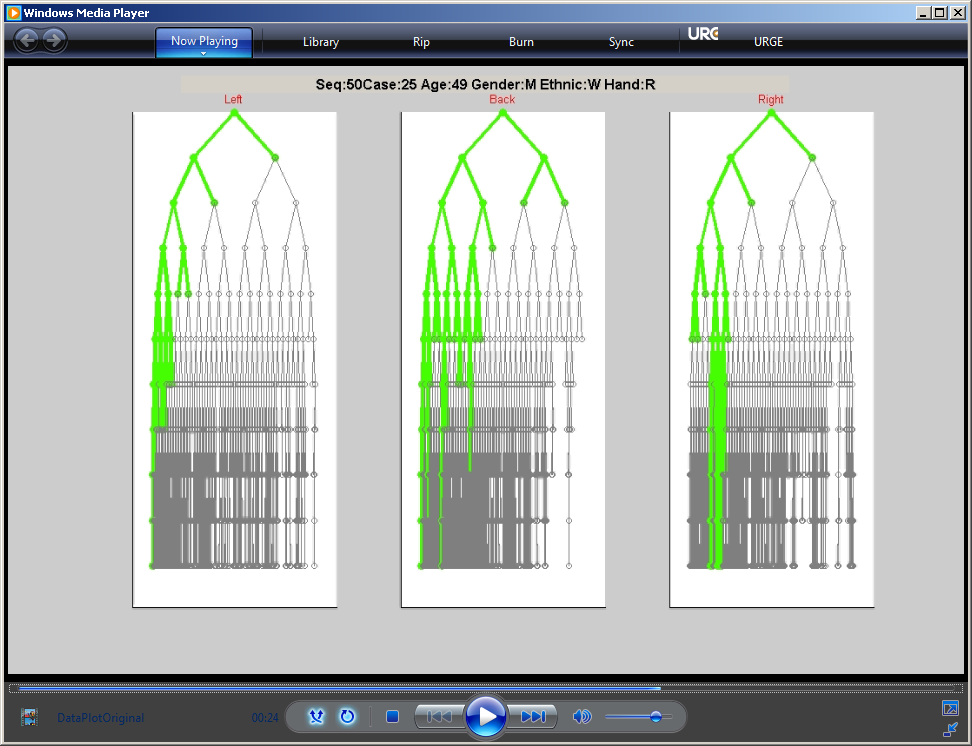 Windows Media Player
Now Playing
Library
Rip
Burn
Sync
URGE
URGE
Seq:50Case:25 Age:49 Gender:M Ethnic:W Hand:R
Left
Back
Right
DataPlotOriginal
00:24